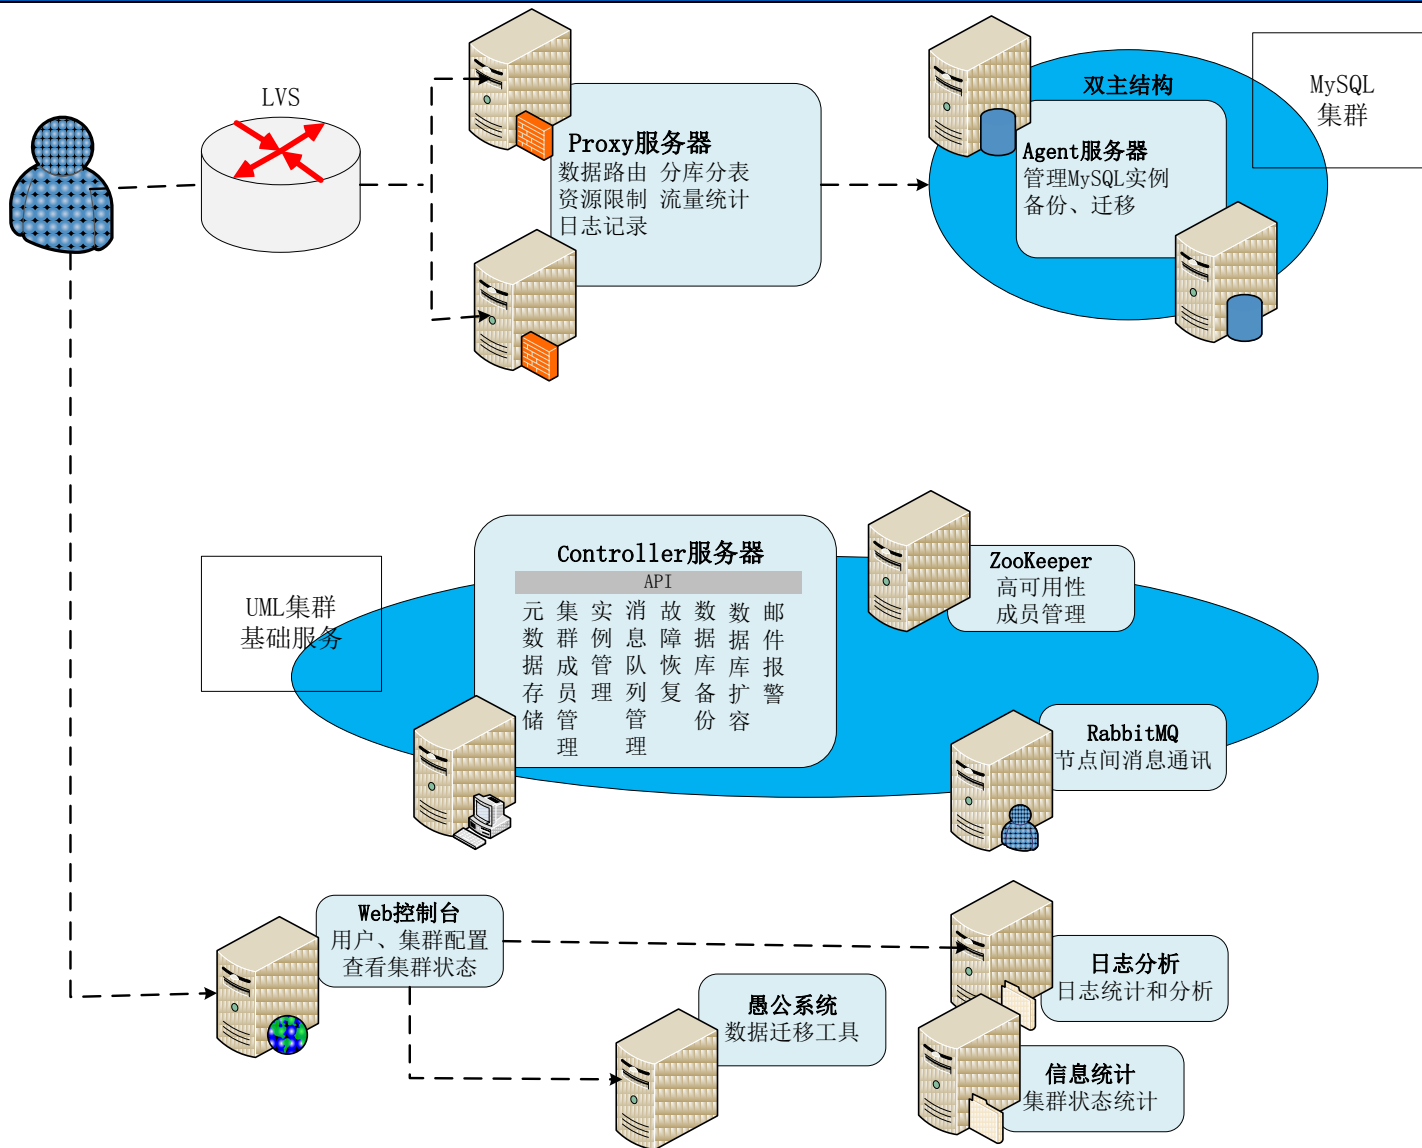 LVS
Proxy服务器
数据路由 分库分表
资源限制 流量统计
日志记录
双主结构
Agent服务器
管理MySQL实例
备份、迁移
MySQL
集群
UML集群
基础服务
Controller服务器
API
元数据存储
集群成员管理
实例管理
消息队列管理
故障恢复
数据库备份
数据库扩容
邮件报警
ZooKeeper
高可用性
成员管理
RabbitMQ
节点间消息通讯
Web控制台
用户、集群配置
查看集群状态
愚公系统
数据迁移工具
日志分析
日志统计和分析
信息统计
集群状态统计